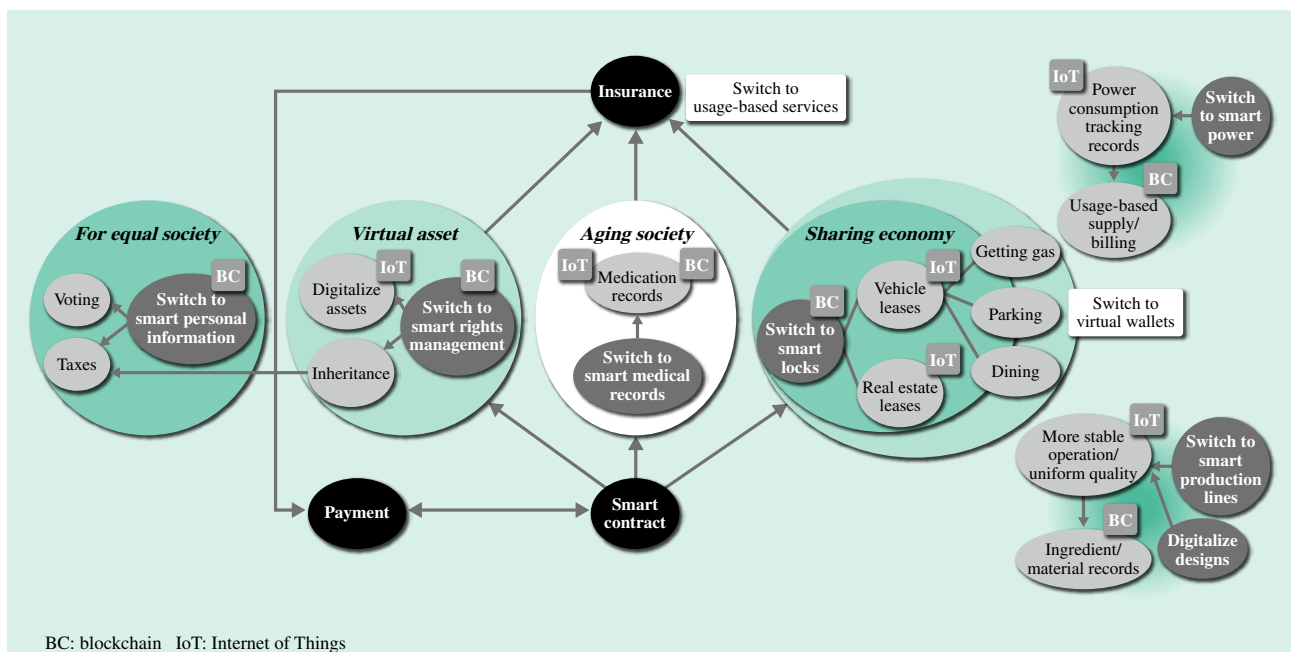 Insurance
Switch to
usage-based services
IoT
Power
consumption
tracking
records
Switch
to smart
power
BC
Usage-based
supply/
billing
For equal society
BC
Voting
Switch to
smart personal
information
Taxes
Virtual asset
IoT
Digitalize
assets
BC
Switch to
smart rights
management
Inheritance
Aging society
IoT
BC
Medication
records
Switch to
smart medical
records
Sharing economy
Getting gas
IoT
Vehicle
leases
BC
Switch to
smart
locks
Parking
Switch to
virtual wallets
IoT
Real estate
leases
Dining
IoT
More stable
operation/
uniform quality
Switch to
smart
production
lines
BC
Ingredient/
material records
Digitalize
designs
Payment
Smart
contract
BC: blockchain IoT: Internet of Things